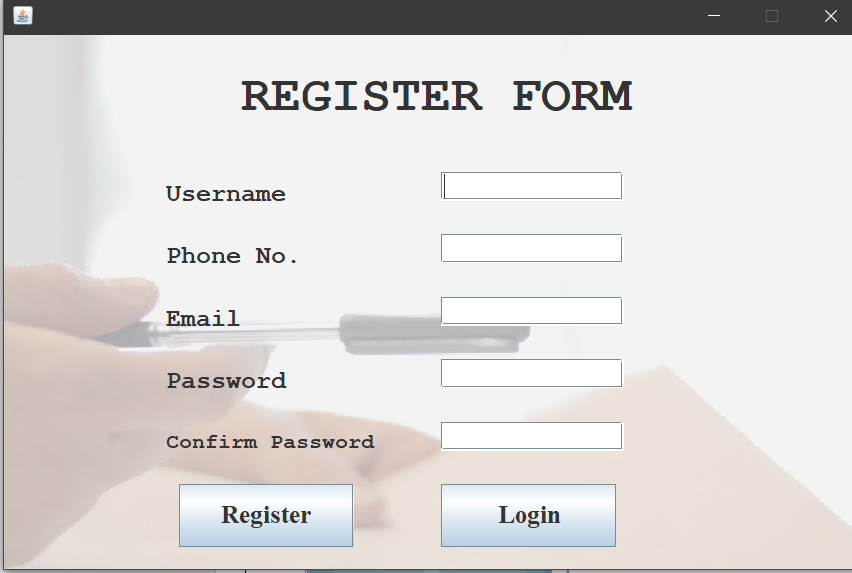 REGISTER FORM
Username
Phone No.
Email
Password
Confirm Password
Register Login